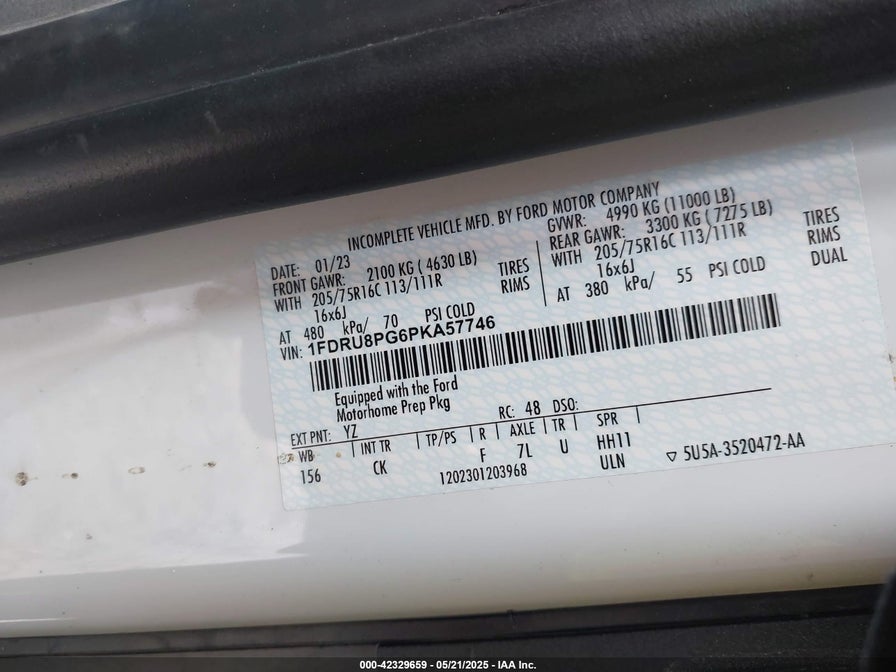 INCOMPLETE VEHICLE MFD. BY FORD MOTOR COMPANY
DATE: 01/23
GVWR: 4990 KG (11000 LB)
FRONT GAWR: 2100 KG ( 4630 LB)
WITH 205/75R16C 113/111R TIRES
16x6J RIMS
AT 480 kPa/ 70 PSI COLD
REAR GAWR: 3300 KG ( 7275 LB)
WITH 205/75R16C 113/111R TIRES
16x6J RIMS
AT 380 kPa/ 55 PSI COLD DUAL
VIN: 1FDRU8PG6PKA57746
Equipped with the Ford
Motorhome Prep Pkg
EXT PNT: YZ RC: 48 DSO:
WB | INT TR | TP/PS | R | AXLE | TR | SPR |
156 CK F 7L U HH11
1202301203968 ULN ▽ 5U5A-3520472-AA
000-42329659 - 05/21/2025 - IAA Inc.